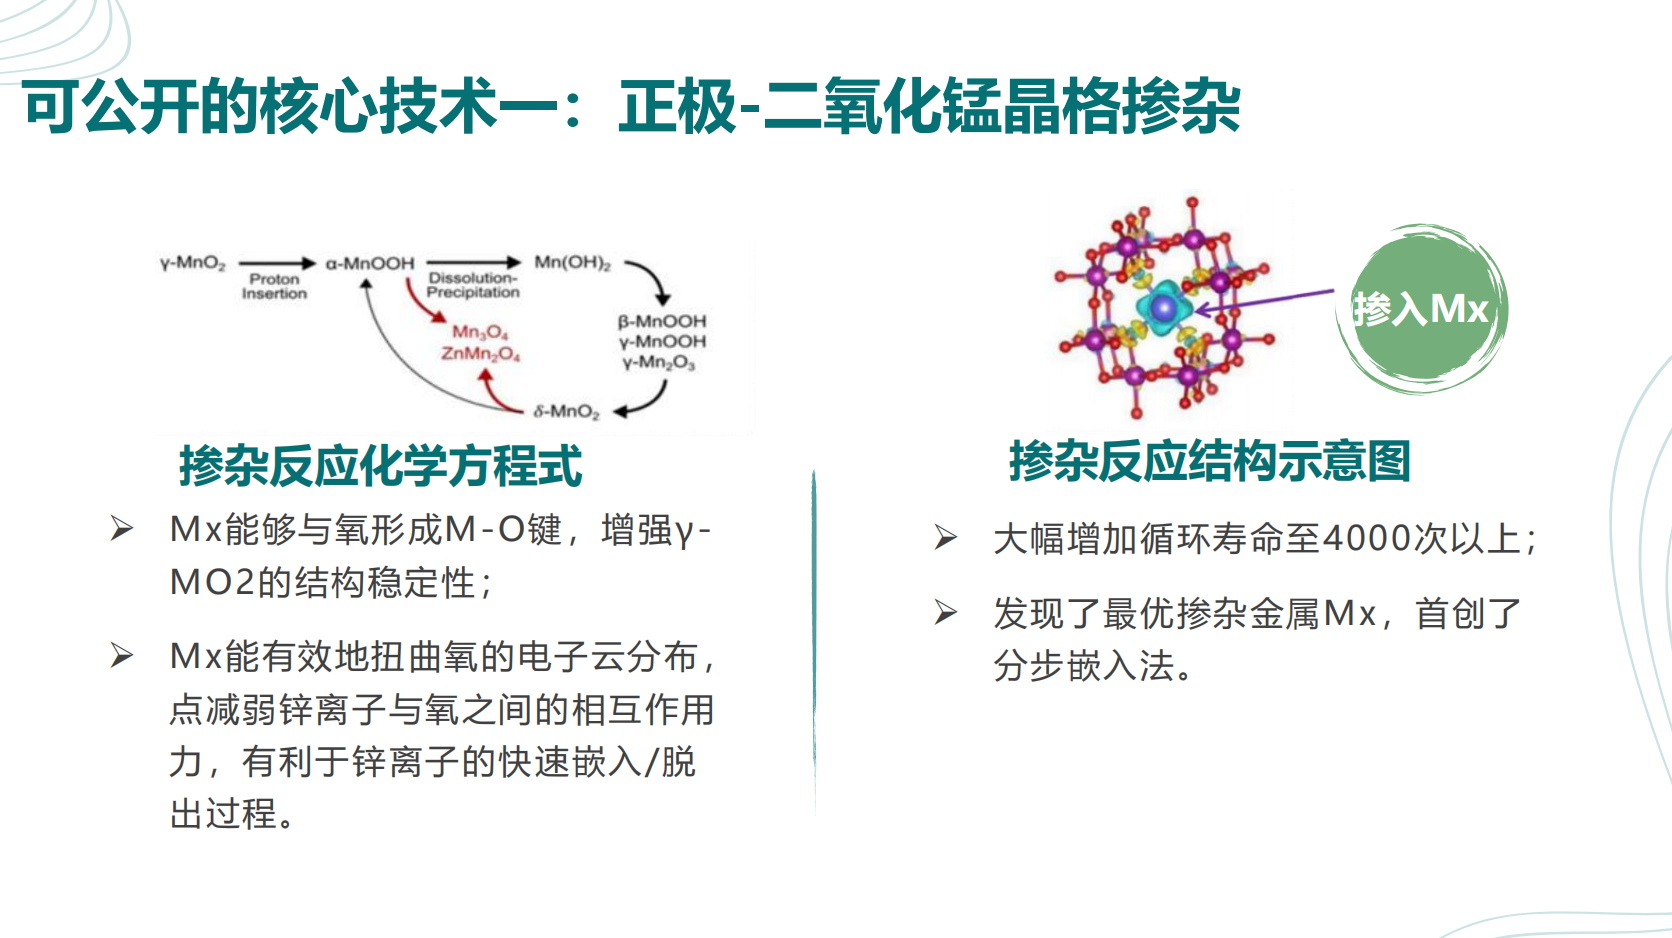 可公开的核心技术一：正极-二氧化锰晶格掺杂
γ-MnO₂
Proton
Insertion
α-MnOOH
Dissolution-
Precipitation
Mn(OH)₂
Mn₃O₄
ZnMn₂O₄
β-MnOOH
γ-MnOOH
γ-Mn₂O₃
δ-MnO₂
掺杂反应化学方程式
Mx能够与氧形成M-O键，增强γ-
MO2的结构稳定性；
Mx能有效地扭曲氧的电子云分布，
点减弱锌离子与氧之间的相互作用
力，有利于锌离子的快速嵌入/脱
出过程。
掺入Mx
掺杂反应结构示意图
大幅增加循环寿命至4000次以上；
发现了最优掺杂金属Mx，首创了
分步嵌入法。